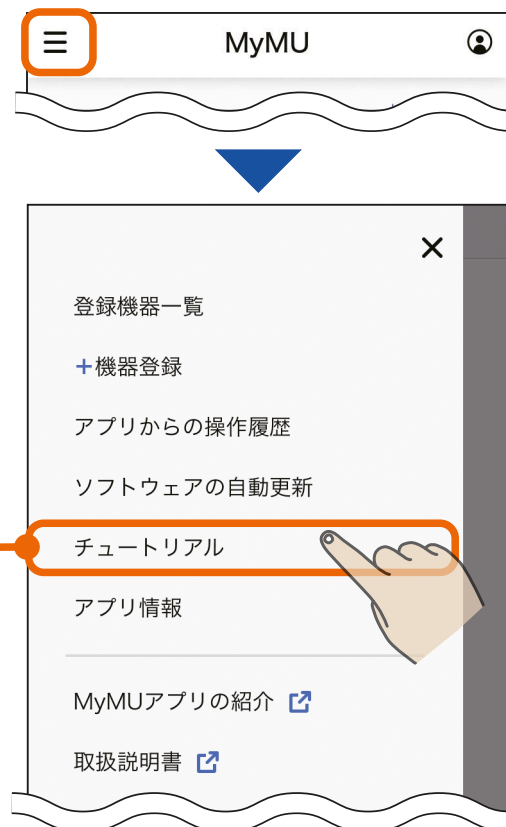 MyMU
登録機器一覧
+機器登録
アプリからの操作履歴
ソフトウェアの自動更新
チュートリアル
アプリ情報
MyMUアプリの紹介
取扱説明書